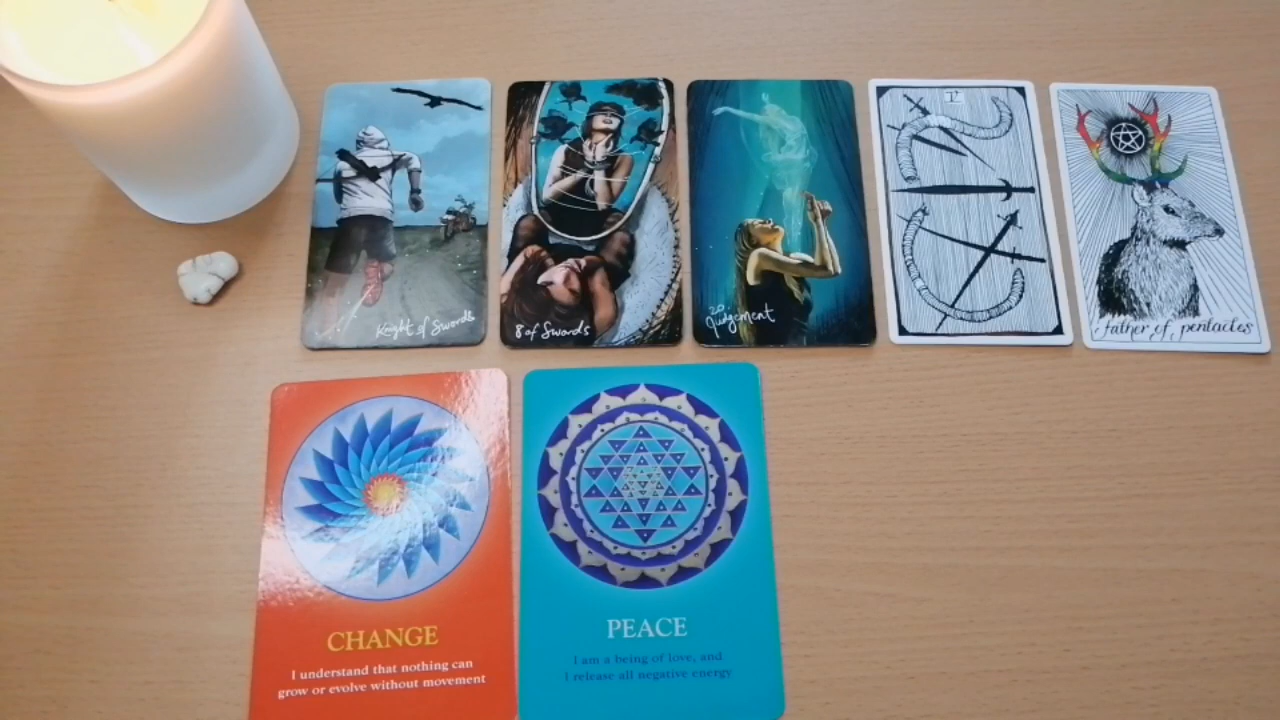 Knight of Swords
8 of Swords
20
Judgement
father of pentacles
CHANGE
I understand that nothing can
grow or evolve without movement
PEACE
I am a being of love, and
I release all negative energy